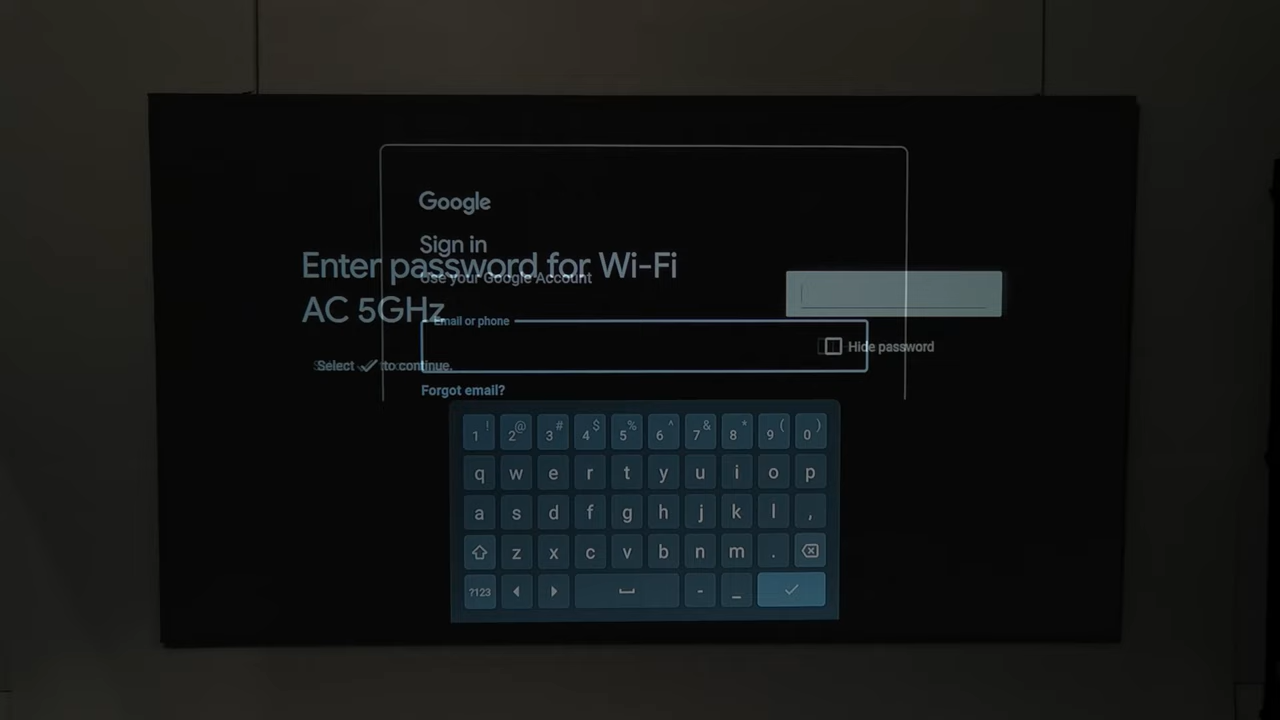 Google
Sign in
Enter password for Wi-Fi
Use your Google Account
AC 5GHz
Email or phone
Hide password
Select to continue.
Forgot email?
1 ! 2 @ 3 # 4 $ 5 % 6 ^ 7 & 8 * 9 ( 0 )
q w e r t y u i o p
a s d f g h j k l ,
z x c v b n m .
?123 - _